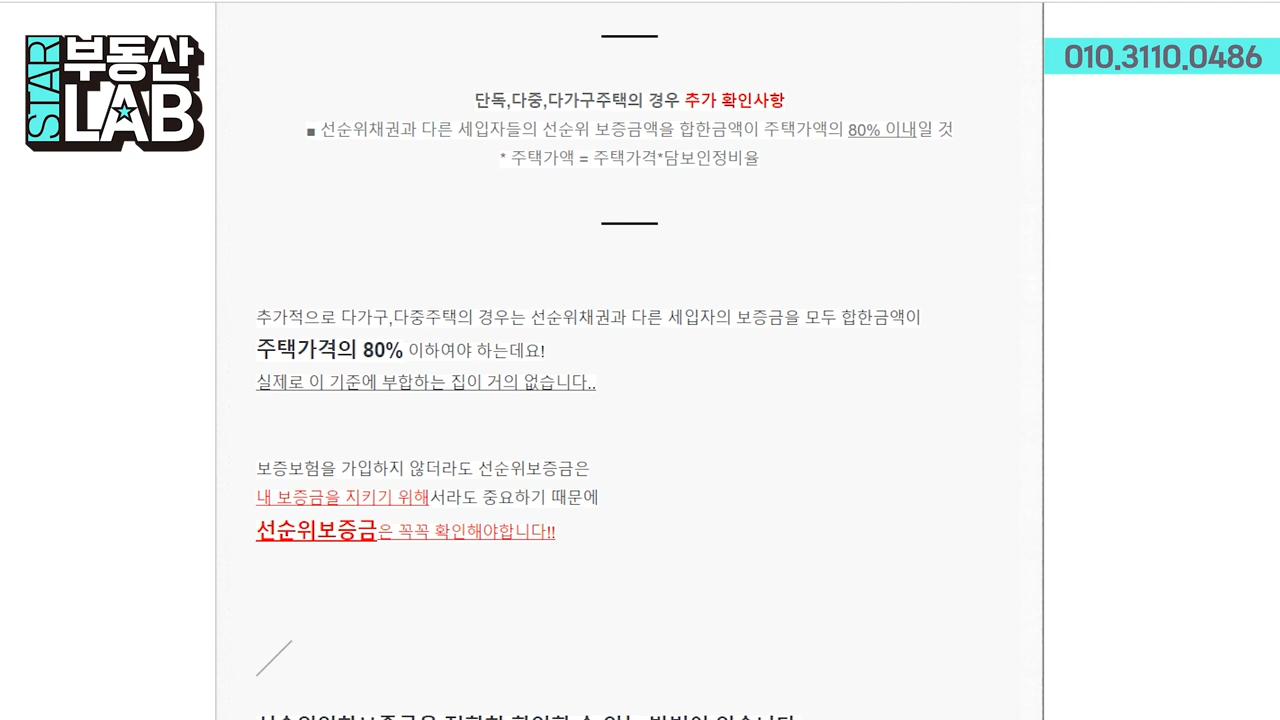 STAR
부동산
LAB
010.3110.0486
단독,다중,다가구주택의 경우 추가 확인사항
■ 선순위채권과 다른 세입자들의 선순위 보증금액을 합한금액이 주택가액의 80% 이내일 것
* 주택가액 = 주택가격*담보인정비율
추가적으로 다가구,다중주택의 경우는 선순위채권과 다른 세입자의 보증금을 모두 합한금액이
주택가격의 80% 이하여야 하는데요!
실제로 이 기준에 부합하는 집이 거의 없습니다..
보증보험을 가입하지 않더라도 선순위보증금은
내 보증금을 지키기 위해서라도 중요하기 때문에
선순위보증금은 꼭꼭 확인해야합니다!!